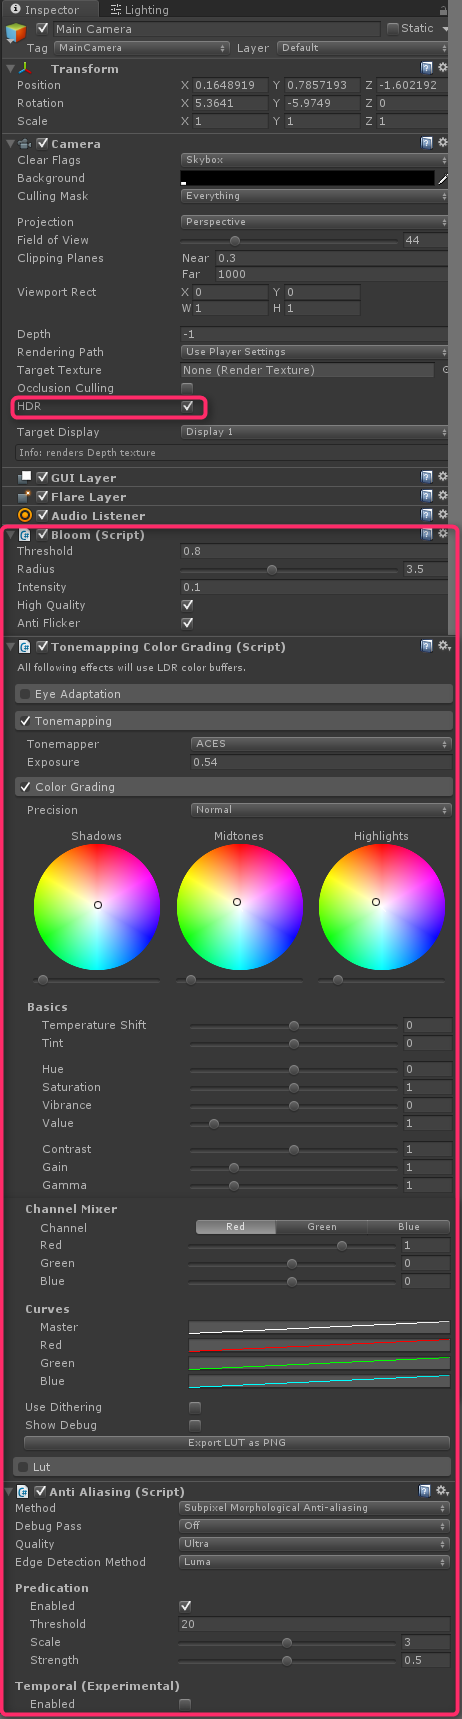 Inspector Lighting
Main Camera Static
Tag MainCamera Layer Default
Transform
Position X 0.1648919 Y 0.7857193 Z -1.602192
Rotation X 5.3641 Y -5.9749 Z 0
Scale X 1 Y 1 Z 1
Camera
Clear Flags Skybox
Background
Culling Mask Everything
Projection Perspective
Field of View 44
Clipping Planes Near 0.3
Far 1000
Viewport Rect X 0 Y 0
W 1 H 1
Depth -1
Rendering Path Use Player Settings
Target Texture None (Render Texture)
Occlusion Culling
HDR
Target Display Display 1
Info: renders Depth texture
GUI Layer
Flare Layer
Audio Listener
Bloom (Script)
Threshold 0.8
Radius 3.5
Intensity 0.1
High Quality
Anti Flicker
Tonemapping Color Grading (Script)
All following effects will use LDR color buffers.
Eye Adaptation
Tonemapping
Tonemapper ACES
Exposure 0.54
Color Grading
Precision Normal
Shadows Midtones Highlights
Basics
Temperature Shift 0
Tint 0
Hue 0
Saturation 1
Vibrance 0
Value 1
Contrast 1
Gain 1
Gamma 1
Channel Mixer
Channel Red Green Blue
Red 1
Green 0
Blue 0
Curves
Master
Red
Green
Blue
Use Dithering
Show Debug
Export LUT as PNG
Lut
Anti Aliasing (Script)
Method Subpixel Morphological Anti-aliasing
Debug Pass Off
Quality Ultra
Edge Detection Method Luma
Predication
Enabled
Threshold 20
Scale 3
Strength 0.5
Temporal (Experimental)
Enabled